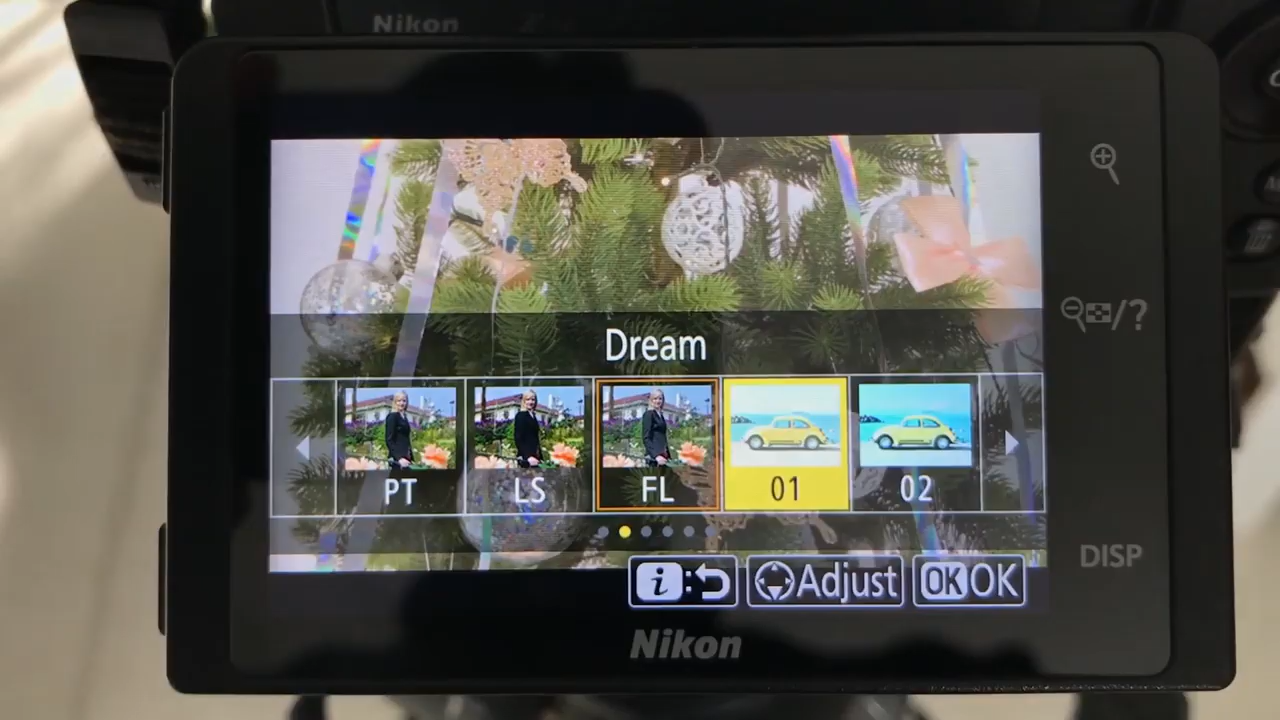 Nikon
Dream
PT LS FL 01 02
i: Adjust OK OK
/?
DISP
Nikon